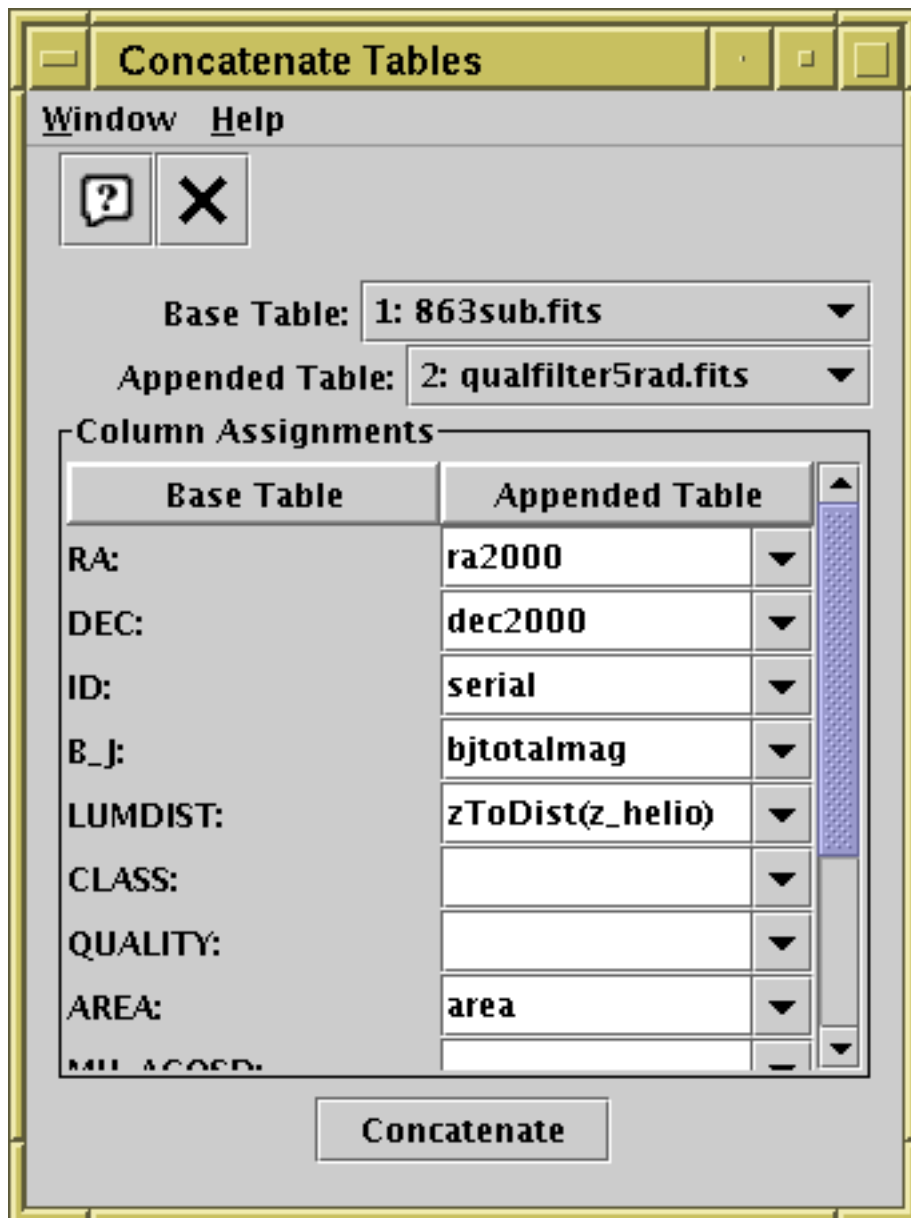 Concatenate Tables
Window Help
?
Base Table: 1: 863sub.fits
Appended Table: 2: qualfilter5rad.fits
Column Assignments
Base Table Appended Table
RA: ra2000
DEC: dec2000
ID: serial
B_J: bjtotalmag
LUMDIST: zToDist(z_helio)
CLASS:
QUALITY:
AREA: area
Concatenate